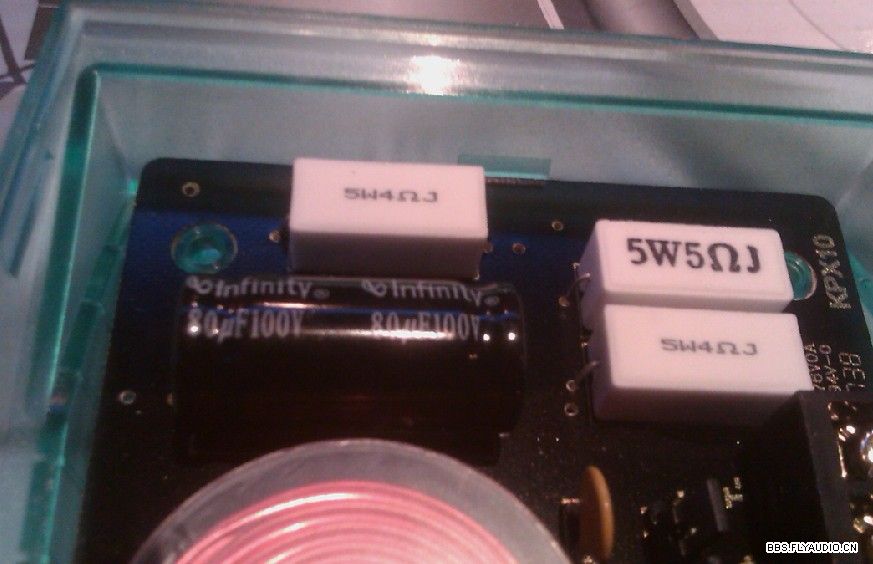 5W4ΩJ
5W5ΩJ
KPX10
5W4ΩJ
Infinity® Infinity®
80μF100V 80μF100V
BBS.FLYAUDIO.CN